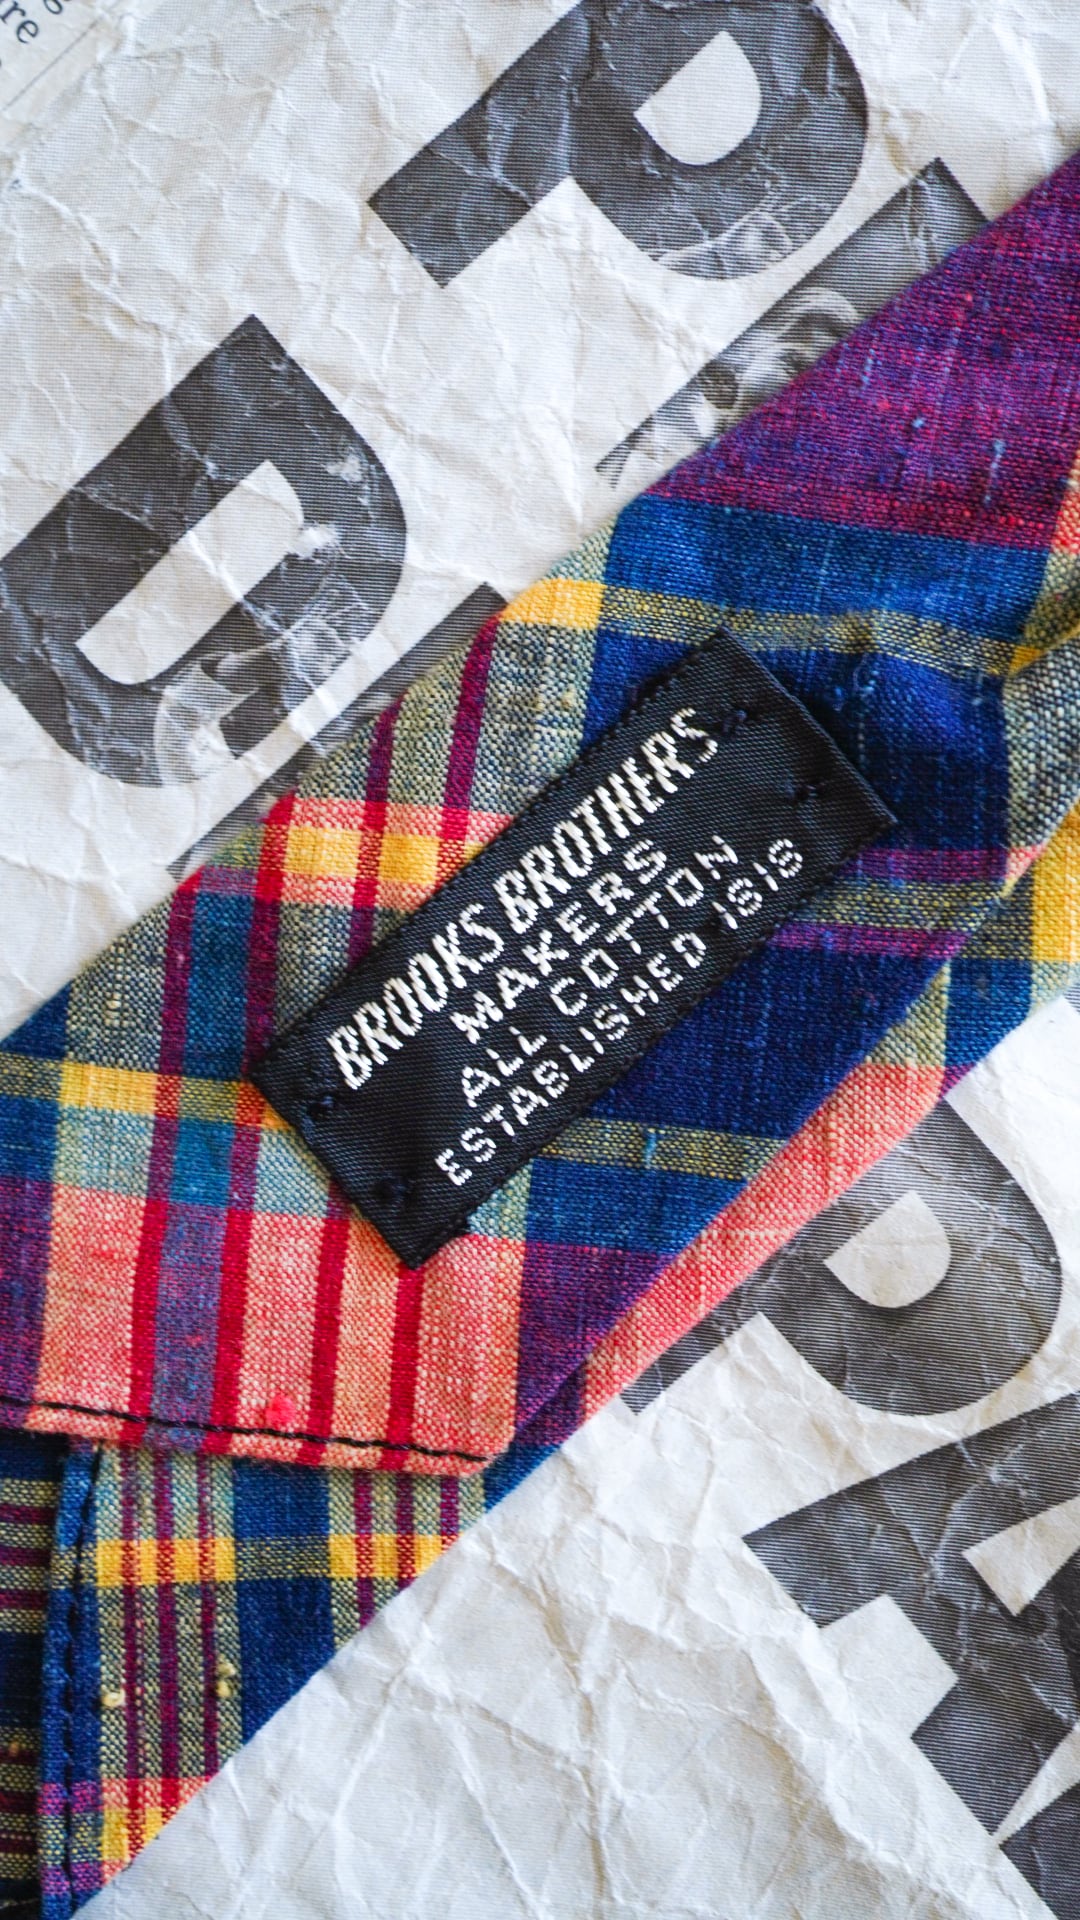 BROOKS BROTHERS
MAKERS
ALL COTTON
ESTABLISHED 1818